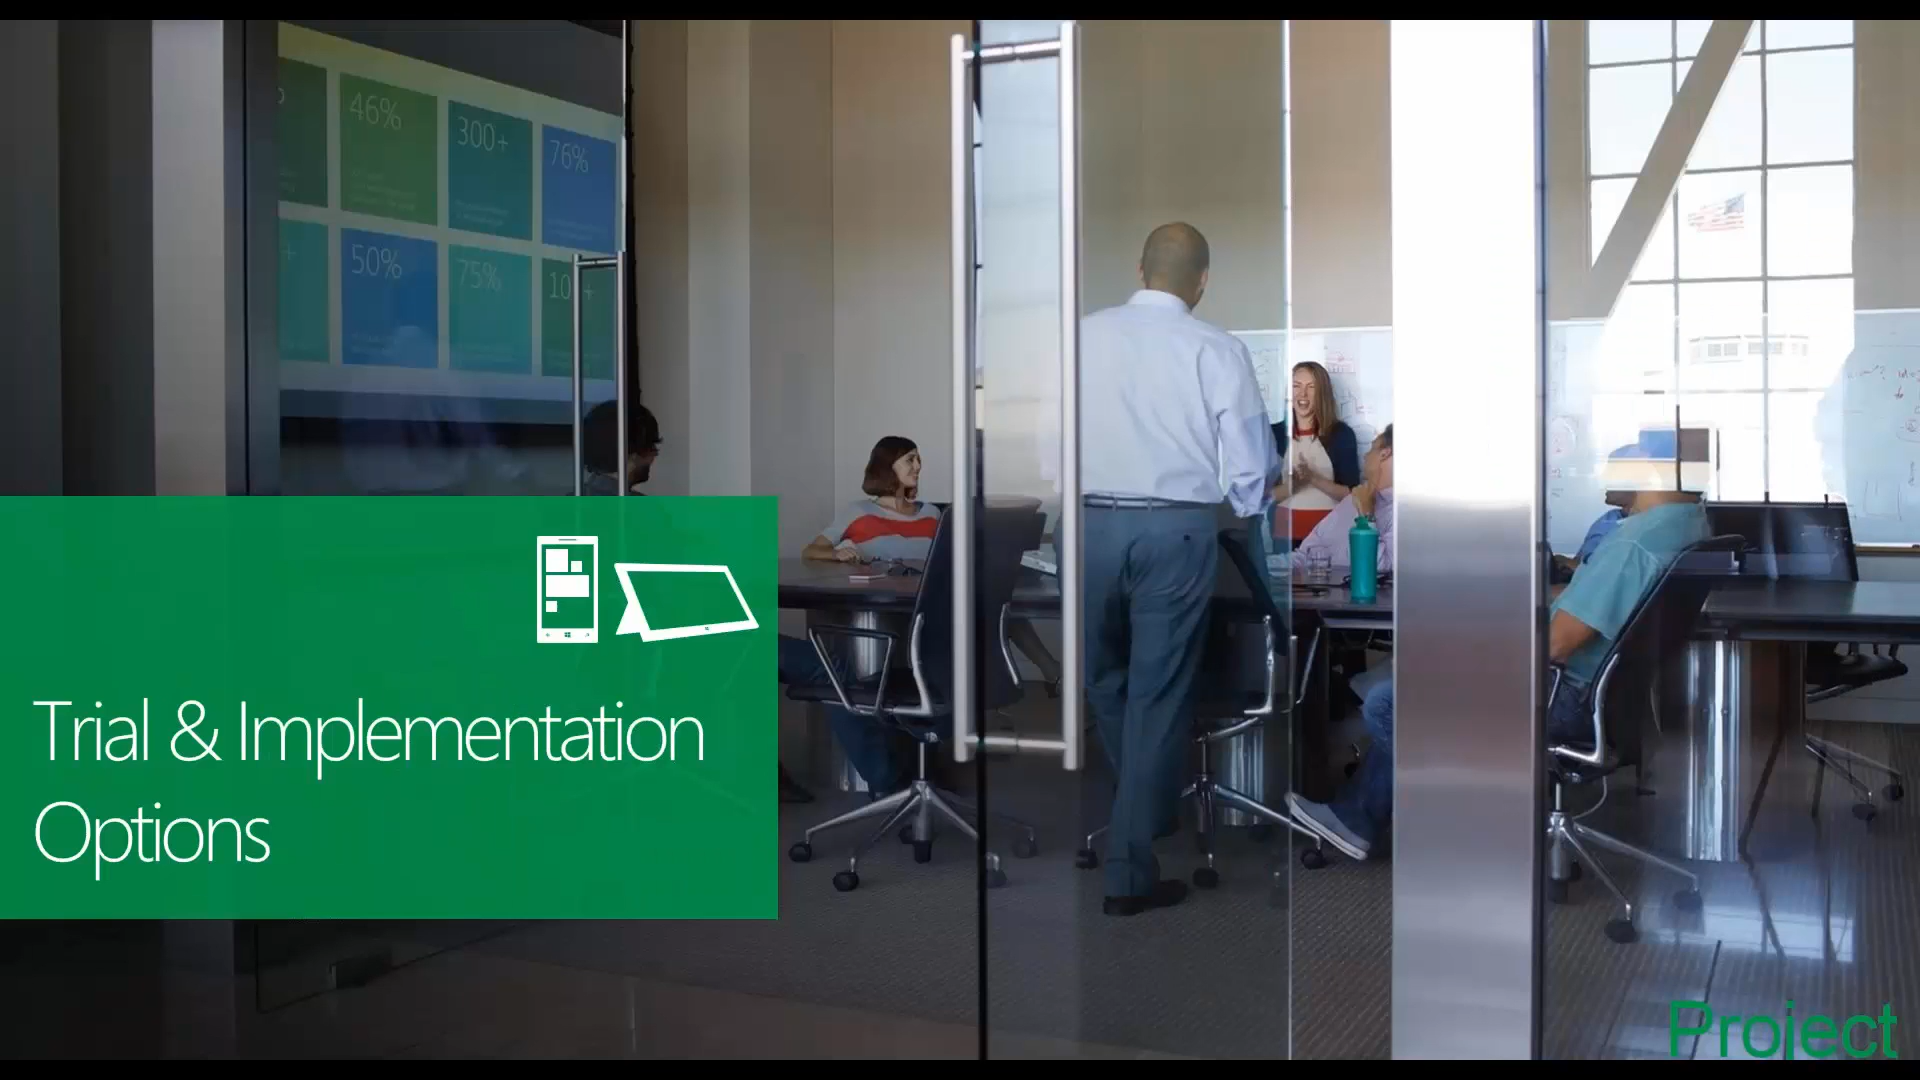 46%
300+
76%
50%
75%
Trial & Implementation
Options
Project